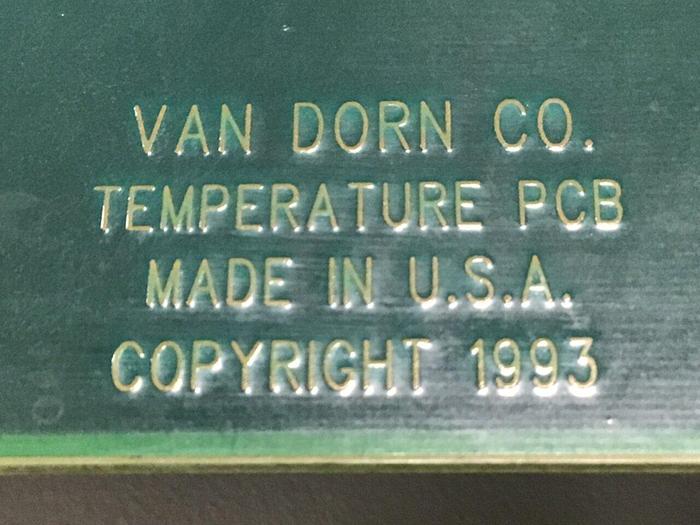 VAN DORN CO.
TEMPERATURE PCB
MADE IN U.S.A.
COPYRIGHT 1993